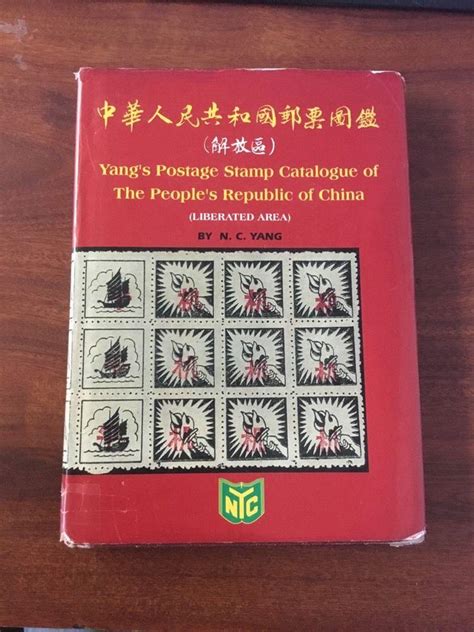 中華人民共和國郵票圖鑑
(解放區)
Yang's Postage Stamp Catalogue of
The People's Republic of China
(LIBERATED AREA)
BY N. C. YANG
NYC